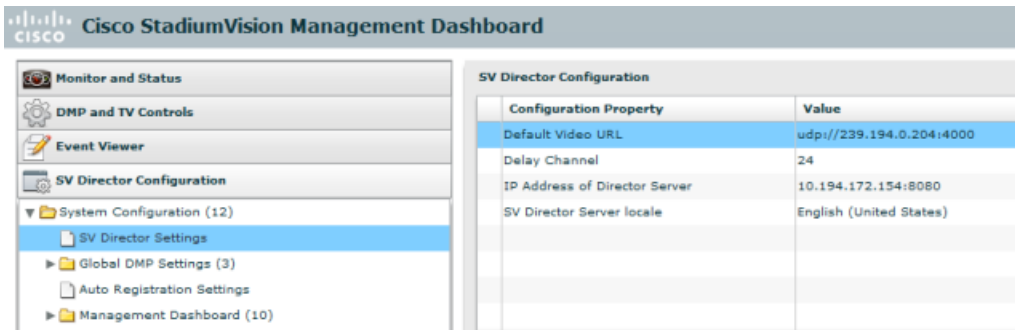 CISCO Cisco StadiumVision Management Dashboard
Monitor and Status
DMP and TV Controls
Event Viewer
SV Director Configuration
System Configuration (12)
SV Director Settings
Global DMP Settings (3)
Auto Registration Settings
Management Dashboard (10)
SV Director Configuration
Configuration Property Value
Default Video URL udp://239.194.0.204:4000
Delay Channel 24
IP Address of Director Server 10.194.172.154:8080
SV Director Server locale English (United States)